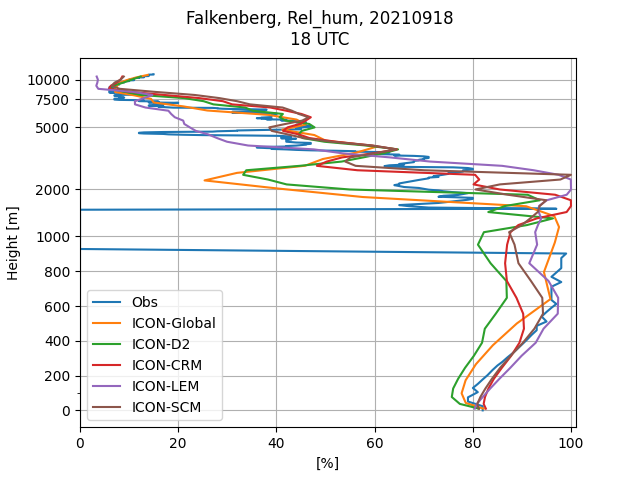 Falkenberg, Rel_hum, 20210918
18 UTC
10000
7500
5000
2000
1000
800
600
400
200
0
Height [m]
Obs
ICON-Global
ICON-D2
ICON-CRM
ICON-LEM
ICON-SCM
0 20 40 60 80 100
[%]